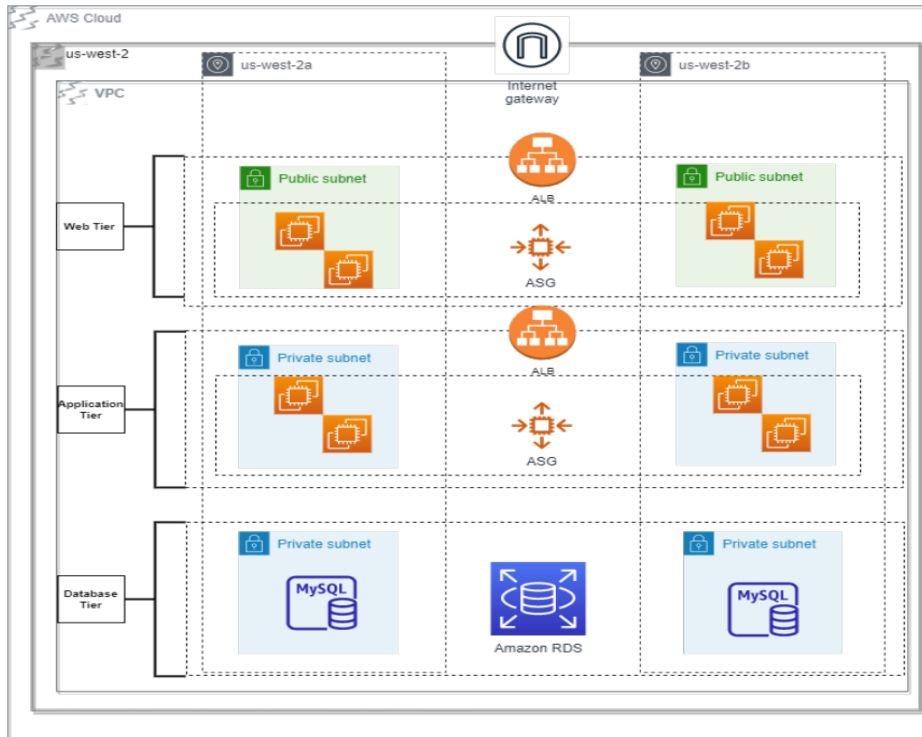 AWS Cloud
us-west-2
us-west-2a
us-west-2b
Internet
gateway
VPC
Web Tier
Public subnet
ALB
Public subnet
ASG
Application
Tier
Private subnet
ALB
Private subnet
ASG
Database
Tier
Private subnet
MySQL
Amazon RDS
Private subnet
MySQL